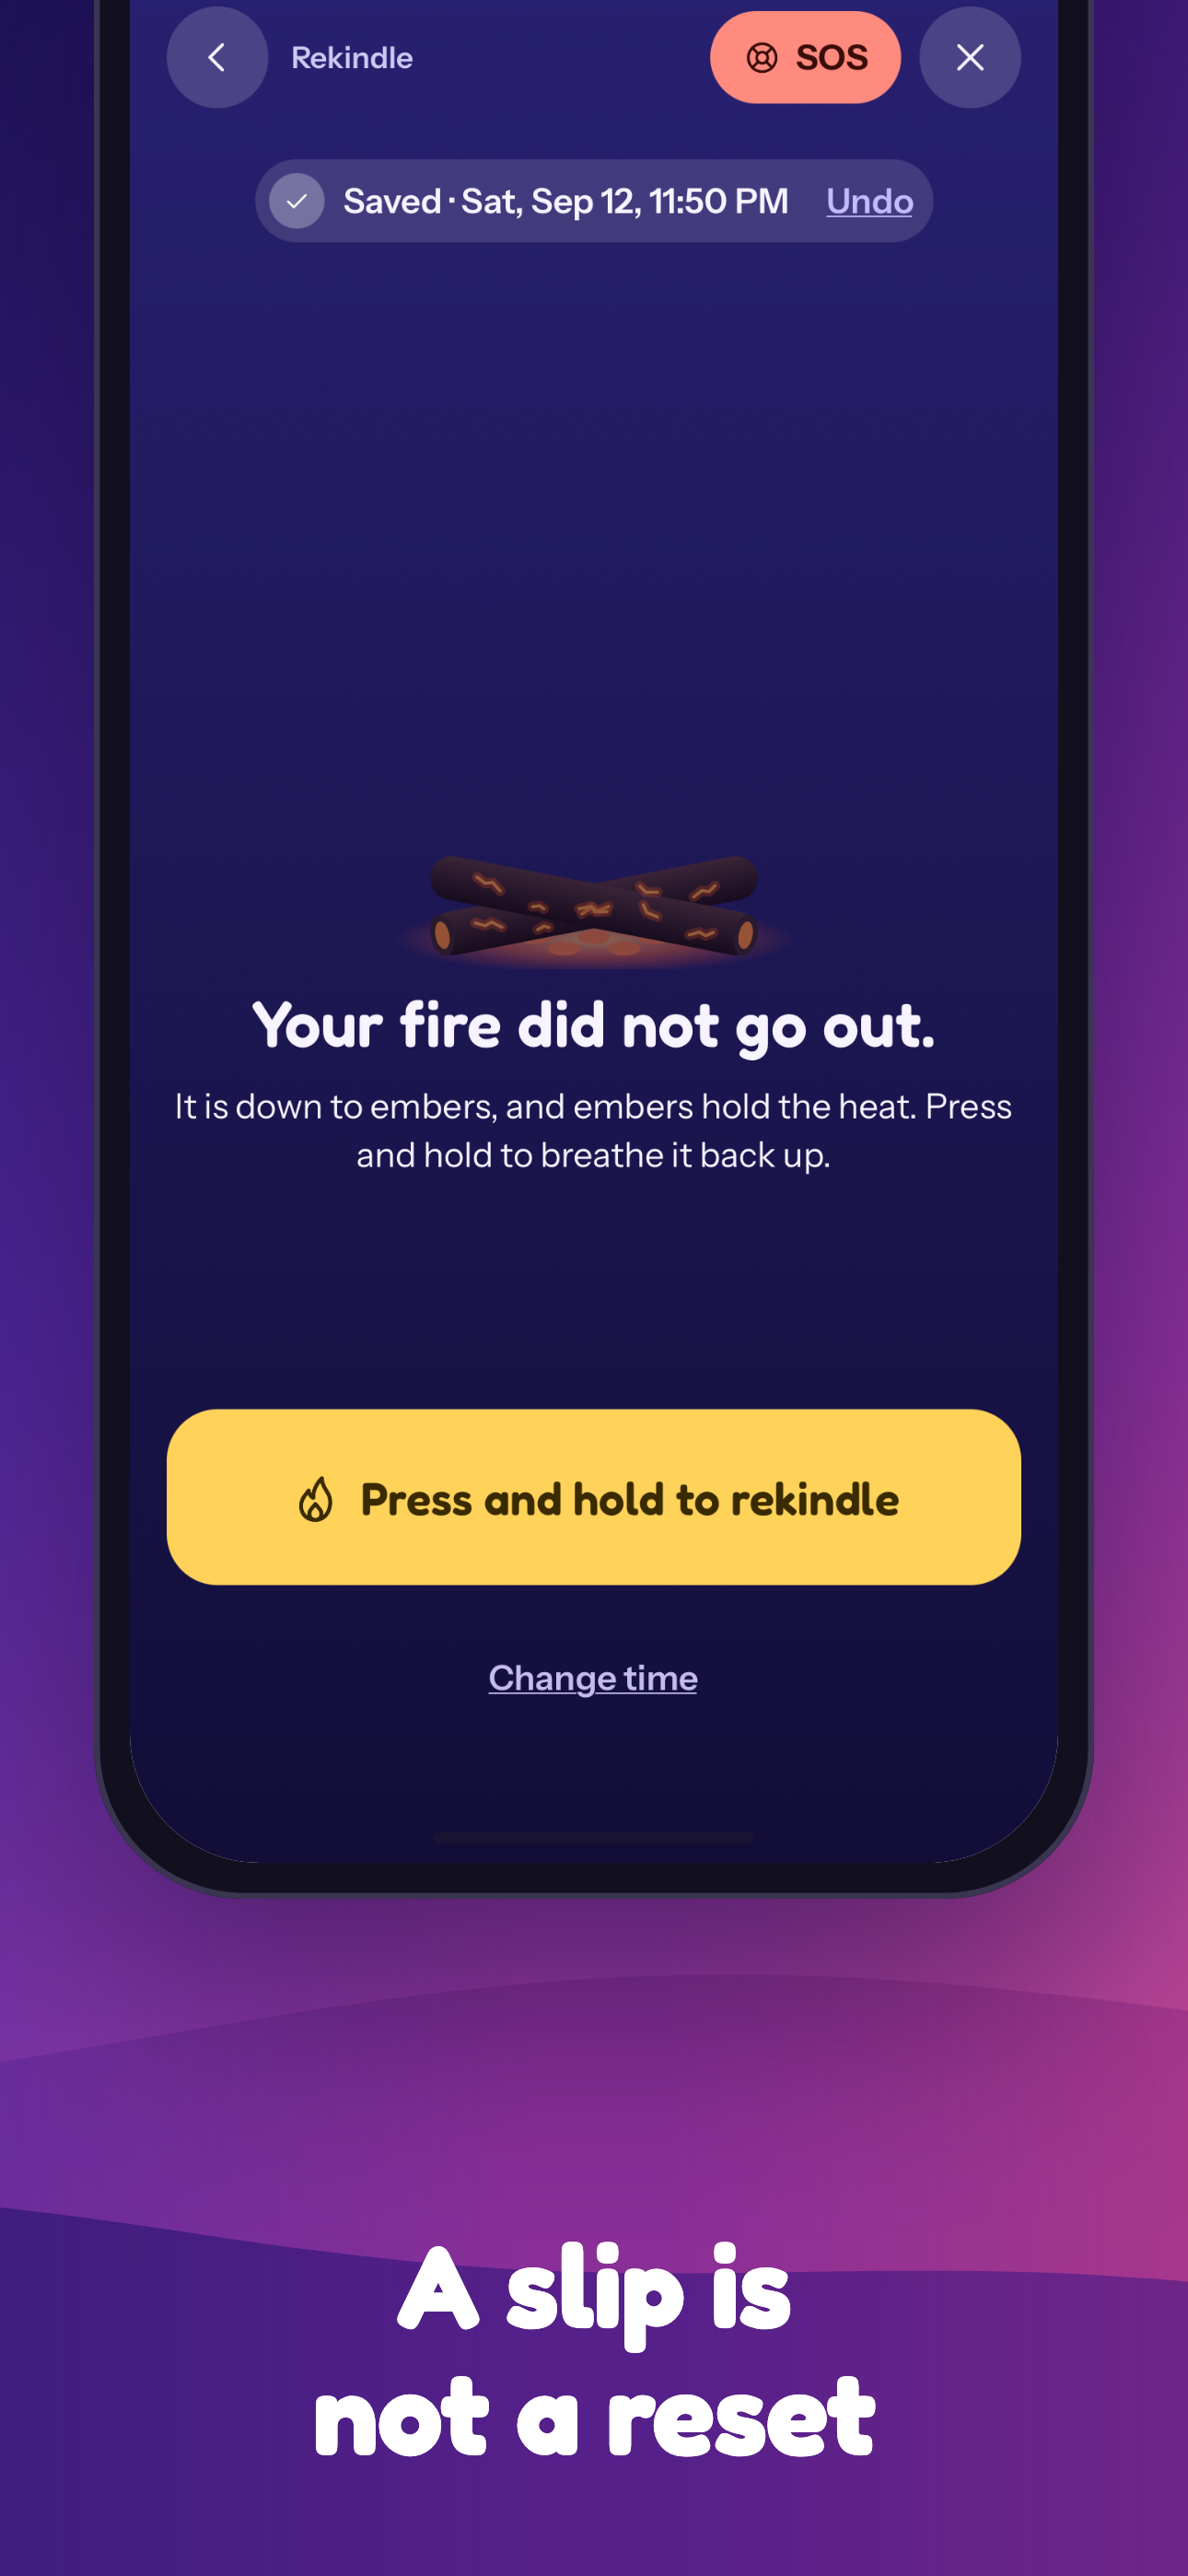 Rekindle
SOS
Saved · Sat, Sep 12, 11:50 PM Undo
Your fire did not go out.
It is down to embers, and embers hold the heat. Press
and hold to breathe it back up.
Press and hold to rekindle
Change time
A slip is
not a reset